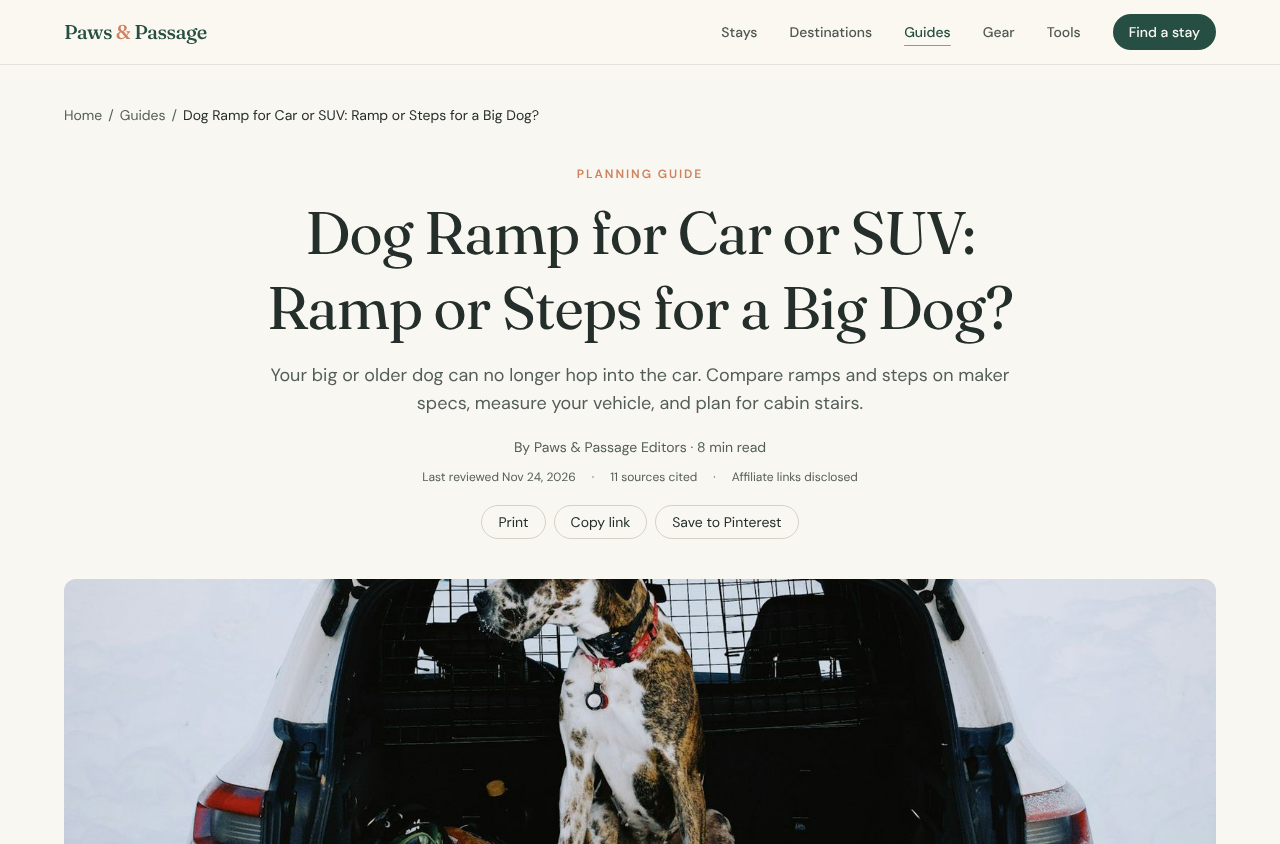 Paws & Passage
Stays
Destinations
Guides
Gear
Tools
Find a stay
Home / Guides / Dog Ramp for Car or SUV: Ramp or Steps for a Big Dog?
PLANNING GUIDE
Dog Ramp for Car or SUV:
Ramp or Steps for a Big Dog?
Your big or older dog can no longer hop into the car. Compare ramps and steps on maker
specs, measure your vehicle, and plan for cabin stairs.
By Paws & Passage Editors · 8 min read
Last reviewed Nov 24, 2026 · 11 sources cited · Affiliate links disclosed
Print
Copy link
Save to Pinterest